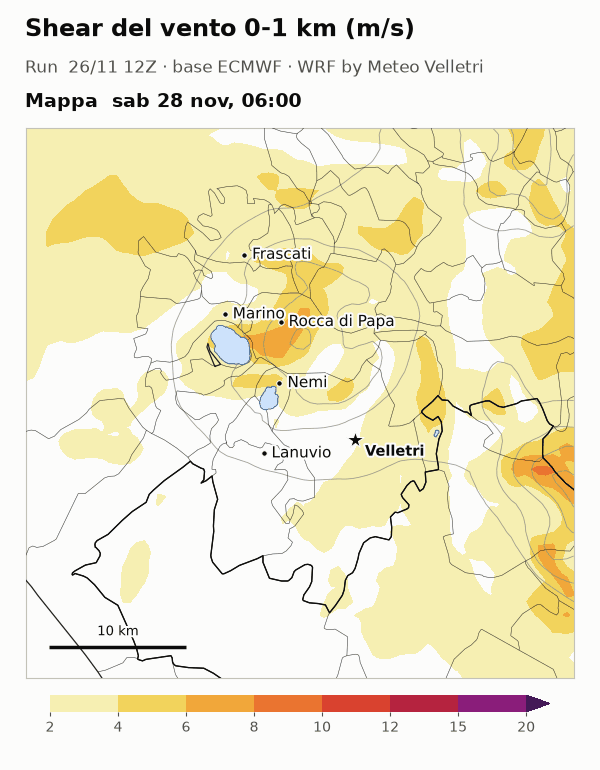 Shear del vento 0-1 km (m/s)
Run  26/11 12Z · base ECMWF · WRF by Meteo Velletri
Mappa  sab 28 nov, 06:00
Frascati
Marino
Rocca di Papa
Nemi
Velletri
Lanuvio
10 km
2 4 6 8 10 12 15 20